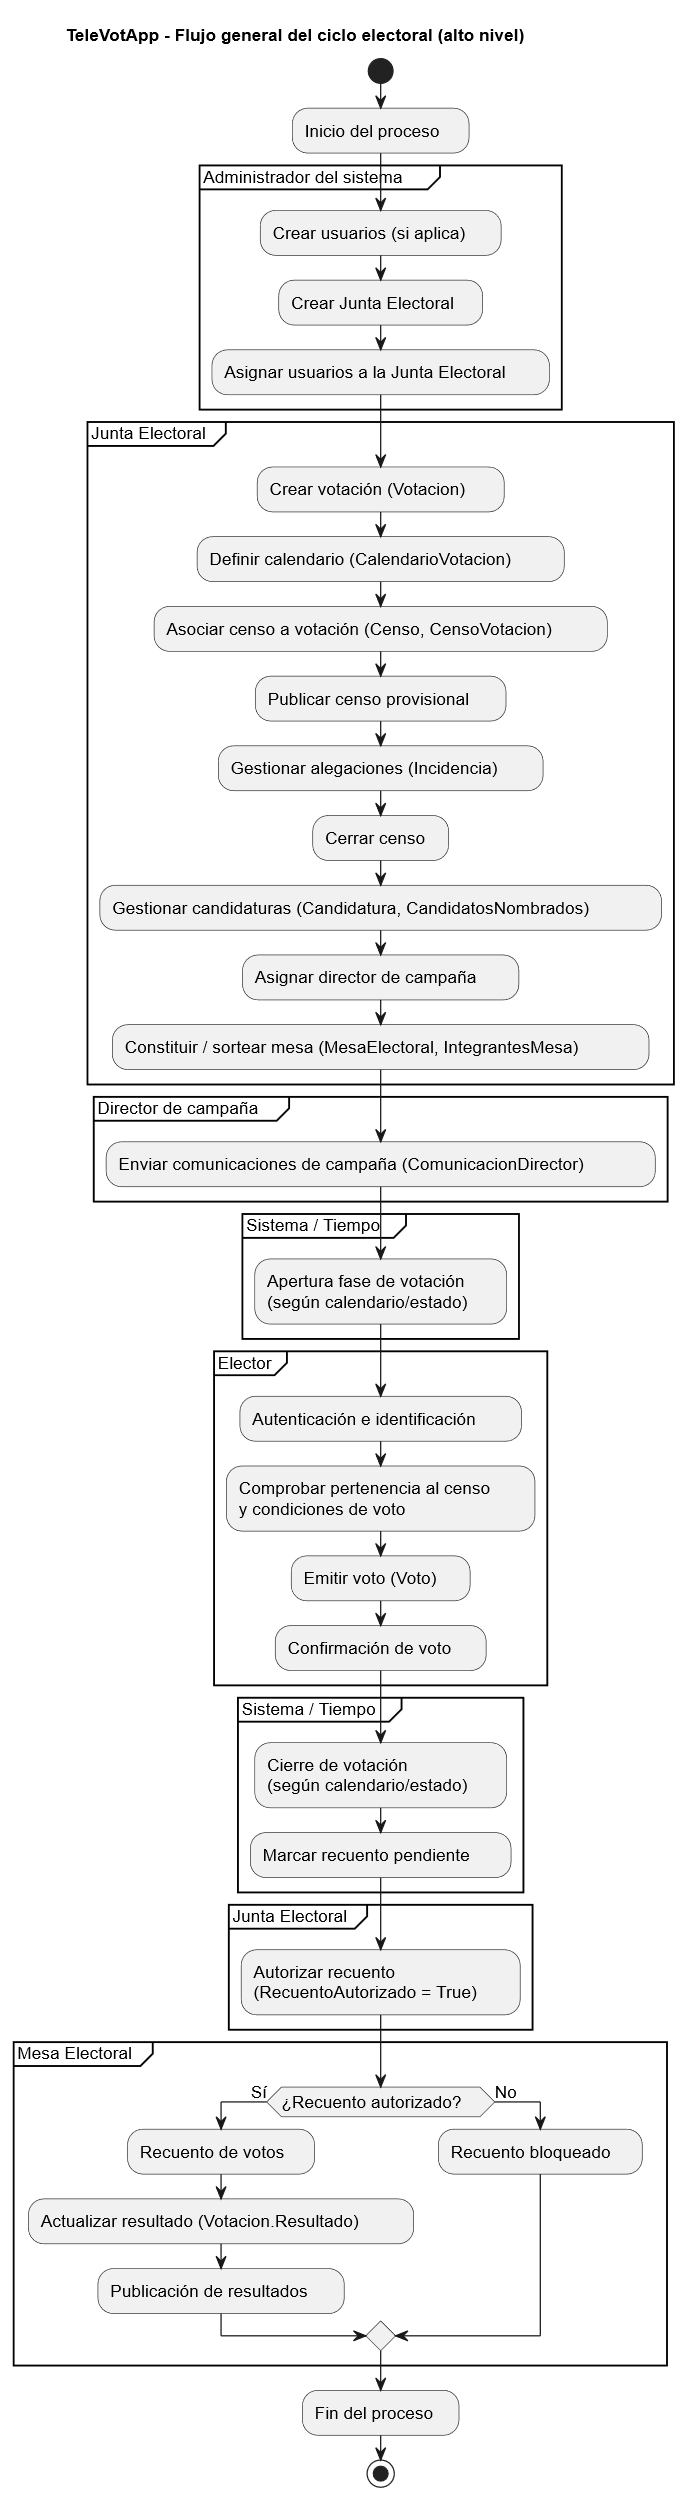 TeleVotApp - Flujo general del ciclo electoral (alto nivel)
Inicio del proceso
Administrador del sistema
Crear usuarios (si aplica)
Crear Junta Electoral
Asignar usuarios a la Junta Electoral
Junta Electoral
Crear votación (Votacion)
Definir calendario (CalendarioVotacion)
Asociar censo a votación (Censo, CensoVotacion)
Publicar censo provisional
Gestionar alegaciones (Incidencia)
Cerrar censo
Gestionar candidaturas (Candidatura, CandidatosNombrados)
Asignar director de campaña
Constituir / sortear mesa (MesaElectoral, IntegrantesMesa)
Director de campaña
Enviar comunicaciones de campaña (ComunicacionDirector)
Sistema / Tiempo
Apertura fase de votación
(según calendario/estado)
Elector
Autenticación e identificación
Comprobar pertenencia al censo
y condiciones de voto
Emitir voto (Voto)
Confirmación de voto
Sistema / Tiempo
Cierre de votación
(según calendario/estado)
Marcar recuento pendiente
Junta Electoral
Autorizar recuento
(RecuentoAutorizado = True)
Mesa Electoral
Sí
¿Recuento autorizado?
No
Recuento de votos
Recuento bloqueado
Actualizar resultado (Votacion.Resultado)
Publicación de resultados
Fin del proceso